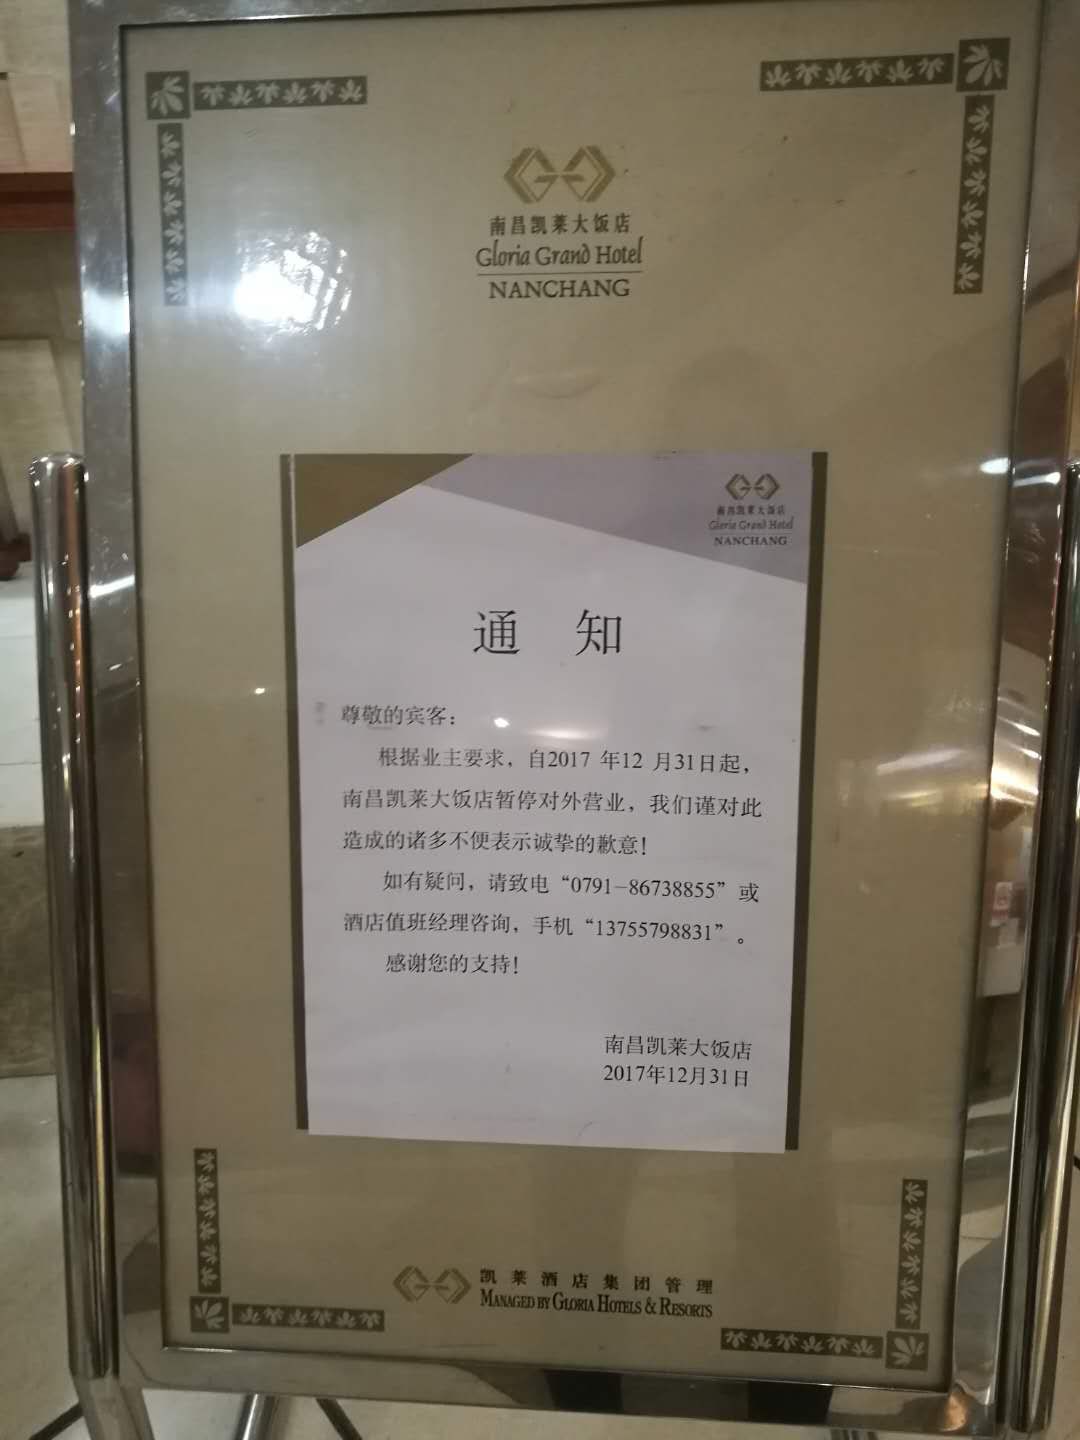 南昌凯莱大饭店
Gloria Grand Hotel
NANCHANG
南昌凯莱大饭店
Gloria Grand Hotel
NANCHANG
通 知
尊敬的宾客：
根据业主要求，自2017 年12 月31日起，
南昌凯莱大饭店暂停对外营业，我们谨对此
造成的诸多不便表示诚挚的歉意！
如有疑问，请致电“0791-86738855”或
酒店值班经理咨询，手机“13755798831”。
感谢您的支持！
南昌凯莱大饭店
2017年12月31日
凯莱酒店集团管理
MANAGED BY GLORIA HOTELS & RESORTS